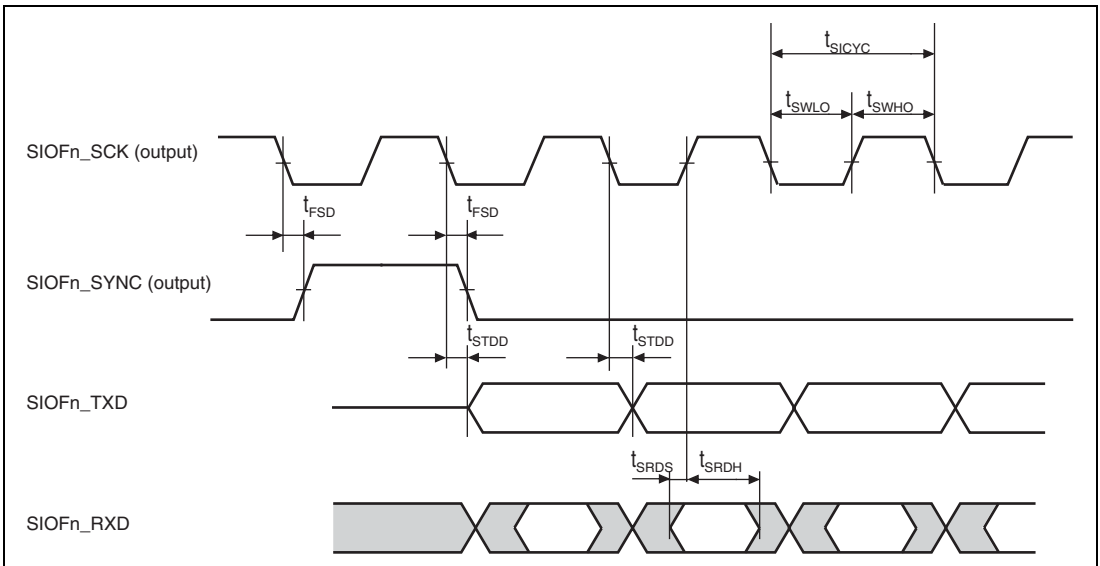 tSICYC
tSWLO tSWHO
SIOFn_SCK (output)
tFSD tFSD
SIOFn_SYNC (output)
tSTDD tSTDD
SIOFn_TXD
tSRDS tSRDH
SIOFn_RXD